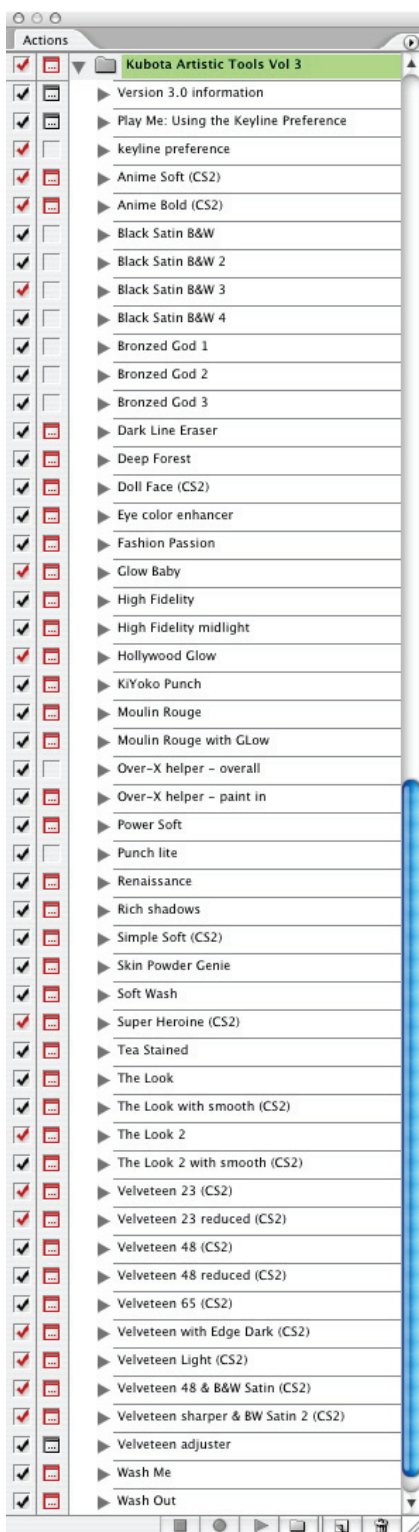 Actions
Kubota Artistic Tools Vol 3
Version 3.0 information
Play Me: Using the Keyline Preference
keyline preference
Anime Soft (CS2)
Anime Bold (CS2)
Black Satin B&W
Black Satin B&W 2
Black Satin B&W 3
Black Satin B&W 4
Bronzed God 1
Bronzed God 2
Bronzed God 3
Dark Line Eraser
Deep Forest
Doll Face (CS2)
Eye color enhancer
Fashion Passion
Glow Baby
High Fidelity
High Fidelity midlight
Hollywood Glow
KiYoko Punch
Moulin Rouge
Moulin Rouge with GLow
Over-X helper - overall
Over-X helper - paint in
Power Soft
Punch lite
Renaissance
Rich shadows
Simple Soft (CS2)
Skin Powder Genie
Soft Wash
Super Heroine (CS2)
Tea Stained
The Look
The Look with smooth (CS2)
The Look 2
The Look 2 with smooth (CS2)
Velveteen 23 (CS2)
Velveteen 23 reduced (CS2)
Velveteen 48 (CS2)
Velveteen 48 reduced (CS2)
Velveteen 65 (CS2)
Velveteen with Edge Dark (CS2)
Velveteen Light (CS2)
Velveteen 48 & B&W Satin (CS2)
Velveteen sharper & BW Satin 2 (CS2)
Velveteen adjuster
Wash Me
Wash Out